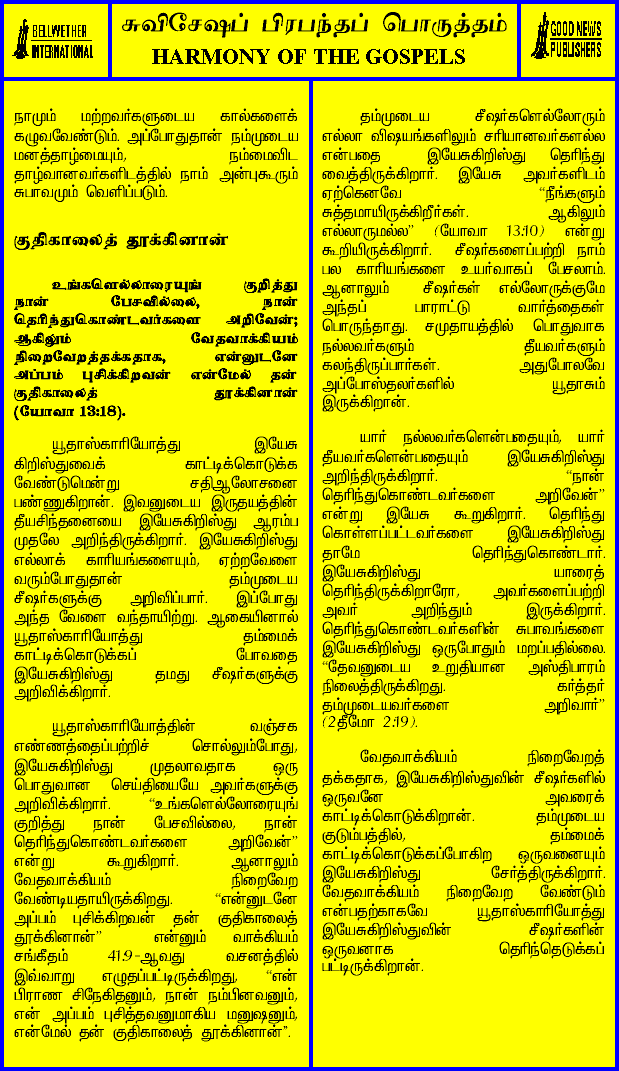 BELLWETHER
INTERNATIONAL
சுவிசேஷப் பிரபந்தப் பொருத்தம்
HARMONY OF THE GOSPELS
GOOD NEWS
PUBLISHERS
நாமும் மற்றவர்களுடைய கால்களைக்
கழுவவேண்டும். அப்போதுதான் நம்முடைய
மனத்தாழ்மையும், நம்மைவிட
தாழ்வானவர்களிடத்தில் நாம் அன்புகூரும்
சுபாவமும் வெளிப்படும்.
குதிகாலைத் தூக்கினான்
உங்களெல்லாரையுங் குறித்து
நான் பேசவில்லை, நான்
தெரிந்துகொண்டவர்களை அறிவேன்;
ஆகிலும் வேதவாக்கியம்
நிறைவேறத்தக்கதாக, என்னுடனே
அப்பம் புசிக்கிறவன் என்மேல் தன்
குதிகாலைத் தூக்கினான்
(யோவா 13:18).
யூதாஸ்காரியோத்து இயேசு
கிறிஸ்துவைக் காட்டிக்கொடுக்க
வேண்டுமென்று சதிஆலோசனை
பண்ணுகிறான். இவனுடைய இருதயத்தின்
தீயசிந்தனையை இயேசுகிறிஸ்து ஆரம்ப
முதலே அறிந்திருக்கிறார். இயேசுகிறிஸ்து
எல்லாக் காரியங்களையும், ஏற்றவேளை
வரும்போதுதான் தம்முடைய
சீஷர்களுக்கு அறிவிப்பார். இப்போது
அந்த வேளை வந்தாயிற்று. ஆகையினால்
யூதாஸ்காரியோத்து தம்மைக்
காட்டிக்கொடுக்கப் போவதை
இயேசுகிறிஸ்து தமது சீஷர்களுக்கு
அறிவிக்கிறார்.
யூதாஸ்காரியோத்தின் வஞ்சக
எண்ணத்தைப்பற்றிச் சொல்லும்போது,
இயேசுகிறிஸ்து முதலாவதாக ஒரு
பொதுவான செய்தியையே அவர்களுக்கு
அறிவிக்கிறார். “உங்களெல்லோரையுங்
குறித்து நான் பேசவில்லை, நான்
தெரிந்துகொண்டவர்களை அறிவேன்”
என்று கூறுகிறார். ஆனாலும்
வேதவாக்கியம் நிறைவேற
வேண்டியதாயிருக்கிறது. “என்னுடனே
அப்பம் புசிக்கிறவன் தன் குதிகாலைத்
தூக்கினான்” என்னும் வாக்கியம்
சங்கீதம் 41:9-ஆவது வசனத்தில்
இவ்வாறு எழுதப்பட்டிருக்கிறது, “என்
பிராண சிநேகிதனும், நான் நம்பினவனும்,
என் அப்பம் புசித்தவனுமாகிய மனுஷனும்,
என்மேல் தன் குதிகாலைத் தூக்கினான்”.
தம்முடைய சீஷர்களெல்லோரும்
எல்லா விஷயங்களிலும் சரியானவர்களல்ல
என்பதை இயேசுகிறிஸ்து தெரிந்து
வைத்திருக்கிறார். இயேசு அவர்களிடம்
ஏற்கெனவே “நீங்களும்
சுத்தமாயிருக்கிறீர்கள். ஆகிலும்
எல்லாருமல்ல” (யோவா 13:10) என்று
கூறியிருக்கிறார். சீஷர்களைப்பற்றி நாம்
பல காரியங்களை உயர்வாகப் பேசலாம்.
ஆனாலும் சீஷர்கள் எல்லோருக்குமே
அந்தப் பாராட்டு வார்த்தைகள்
பொருந்தாது. சமுதாயத்தில் பொதுவாக
நல்லவர்களும் தீயவர்களும்
கலந்திருப்பார்கள். அதுபோலவே
அப்போஸ்தலர்களில் யூதாசும்
இருக்கிறான்.
யார் நல்லவர்களென்பதையும், யார்
தீயவர்களென்பதையும் இயேசுகிறிஸ்து
அறிந்திருக்கிறார். “நான்
தெரிந்துகொண்டவர்களை அறிவேன்”
என்று இயேசு கூறுகிறார். தெரிந்து
கொள்ளப்பட்டவர்களை இயேசுகிறிஸ்து
தாமே தெரிந்துகொண்டார்.
இயேசுகிறிஸ்து யாரைத்
தெரிந்திருக்கிறாரோ, அவர்களைப்பற்றி
அவர் அறிந்தும் இருக்கிறார்.
தெரிந்துகொண்டவர்களின் சுபாவங்களை
இயேசுகிறிஸ்து ஒருபோதும் மறப்பதில்லை.
“தேவனுடைய உறுதியான அஸ்திபாரம்
நிலைத்திருக்கிறது. கர்த்தர்
தம்முடையவர்களை அறிவார்”
(2தீமோ 2:19).
வேதவாக்கியம் நிறைவேறத்
தக்கதாக, இயேசுகிறிஸ்துவின் சீஷர்களில்
ஒருவனே அவரைக்
காட்டிக்கொடுக்கிறான். தம்முடைய
குடும்பத்தில், தம்மைக்
காட்டிக்கொடுக்கப்போகிற ஒருவனையும்
இயேசுகிறிஸ்து சேர்த்திருக்கிறார்.
வேதவாக்கியம் நிறைவேற வேண்டும்
என்பதற்காகவே யூதாஸ்காரியோத்து
இயேசுகிறிஸ்துவின் சீஷர்களின்
ஒருவனாக தெரிந்தெடுக்கப்
பட்டிருக்கிறான்.